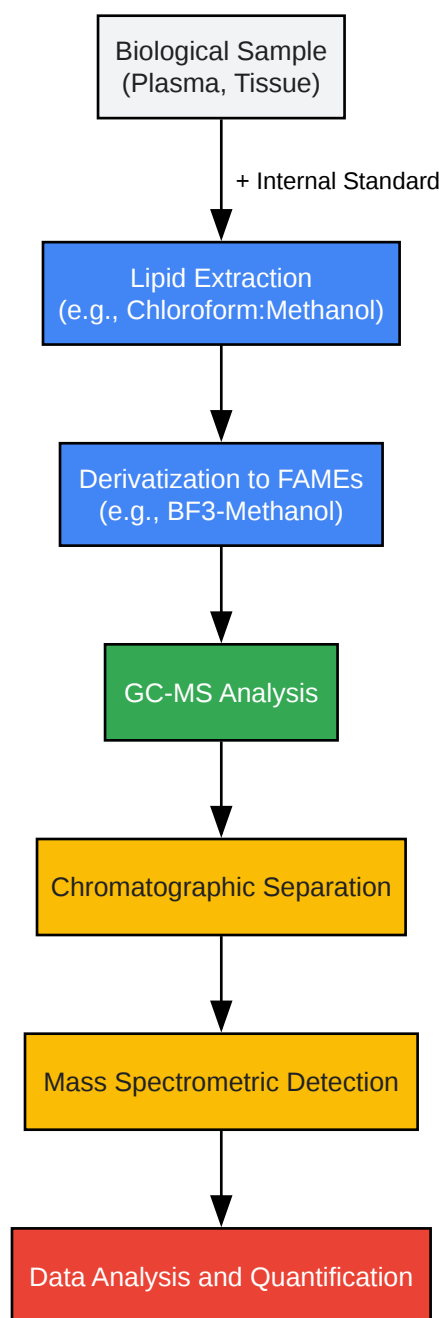 Biological Sample
(Plasma, Tissue)
+ Internal Standard
Lipid Extraction
(e.g., Chloroform:Methanol)
Derivatization to FAMEs
(e.g., BF3-Methanol)
GC-MS Analysis
Chromatographic Separation
Mass Spectrometric Detection
Data Analysis and Quantification